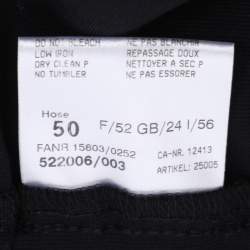 DO NOT BLEACH NE PAS BLANCHIR
LOW IRON REPASSAGE DOUX
DRY CLEAN P NETTOYER A SEC P
NO TUMBLER NE PAS ESSORER
Hose
50 F/52 GB/24 I/56
FANR 15603/0252 CA-NR. 12413
522006/003 ARTIKEL: 25005